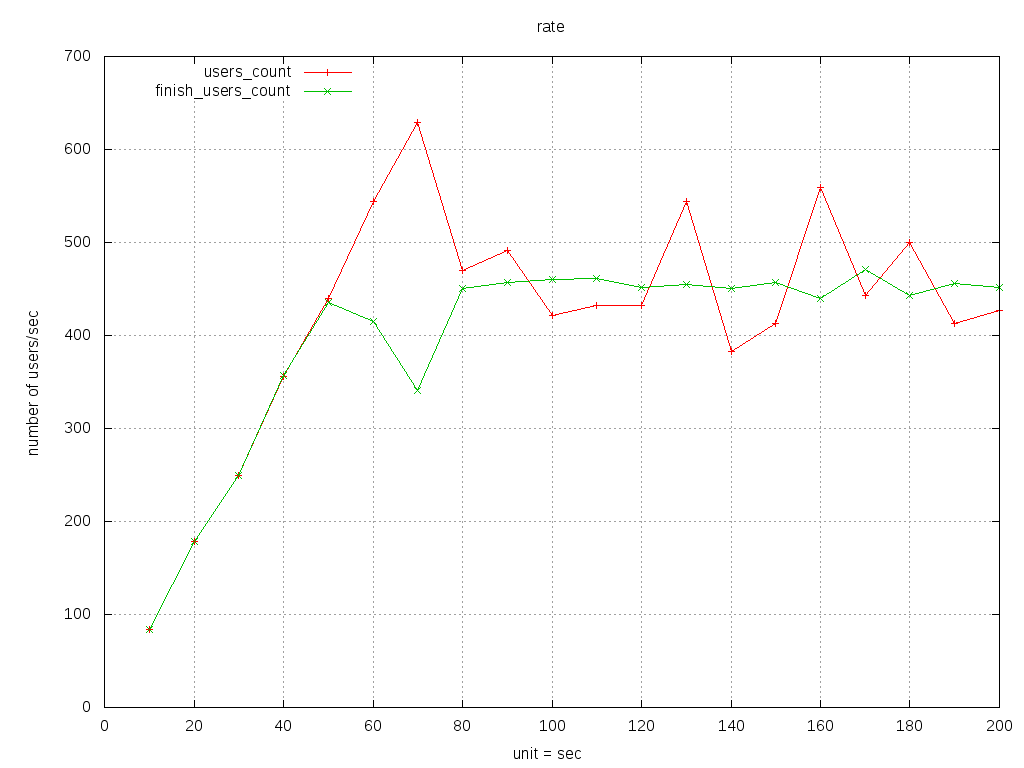 rate
700
600
500
400
300
200
100
0
users_count
finish_users_count
number of users/sec
0 20 40 60 80 100 120 140 160 180 200
unit = sec